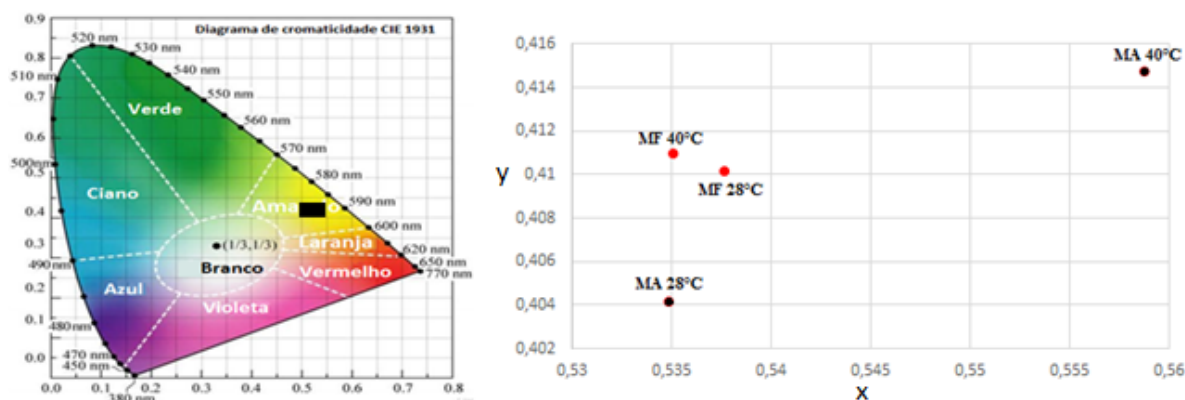 Diagrama de cromaticidade CIE 1931
0.9
0.8
0.7
0.6
0.5
0.4
0.3
0.2
0.1
0.0
0.0 0.1 0.2 0.3 0.4 0.5 0.6 0.7 0.8
520 nm
530 nm
510 nm
540 nm
550 nm
560 nm
570 nm
580 nm
590 nm
600 nm
620 nm
650 nm
770 nm
500nm
490 nm
480 nm
470 nm
450 nm
380 nm
Verde
Ciano
Laranja
(1/3,1/3)
Branco
Vermelho
Azul
Violeta
0,416
0,414
0,412
0,41
0,408
0,406
0,404
0,402
y
MA 40°C
MF 40°C
MF 28°C
MA 28°C
0,53 0,535 0,54 0,545 0,55 0,555 0,56
x